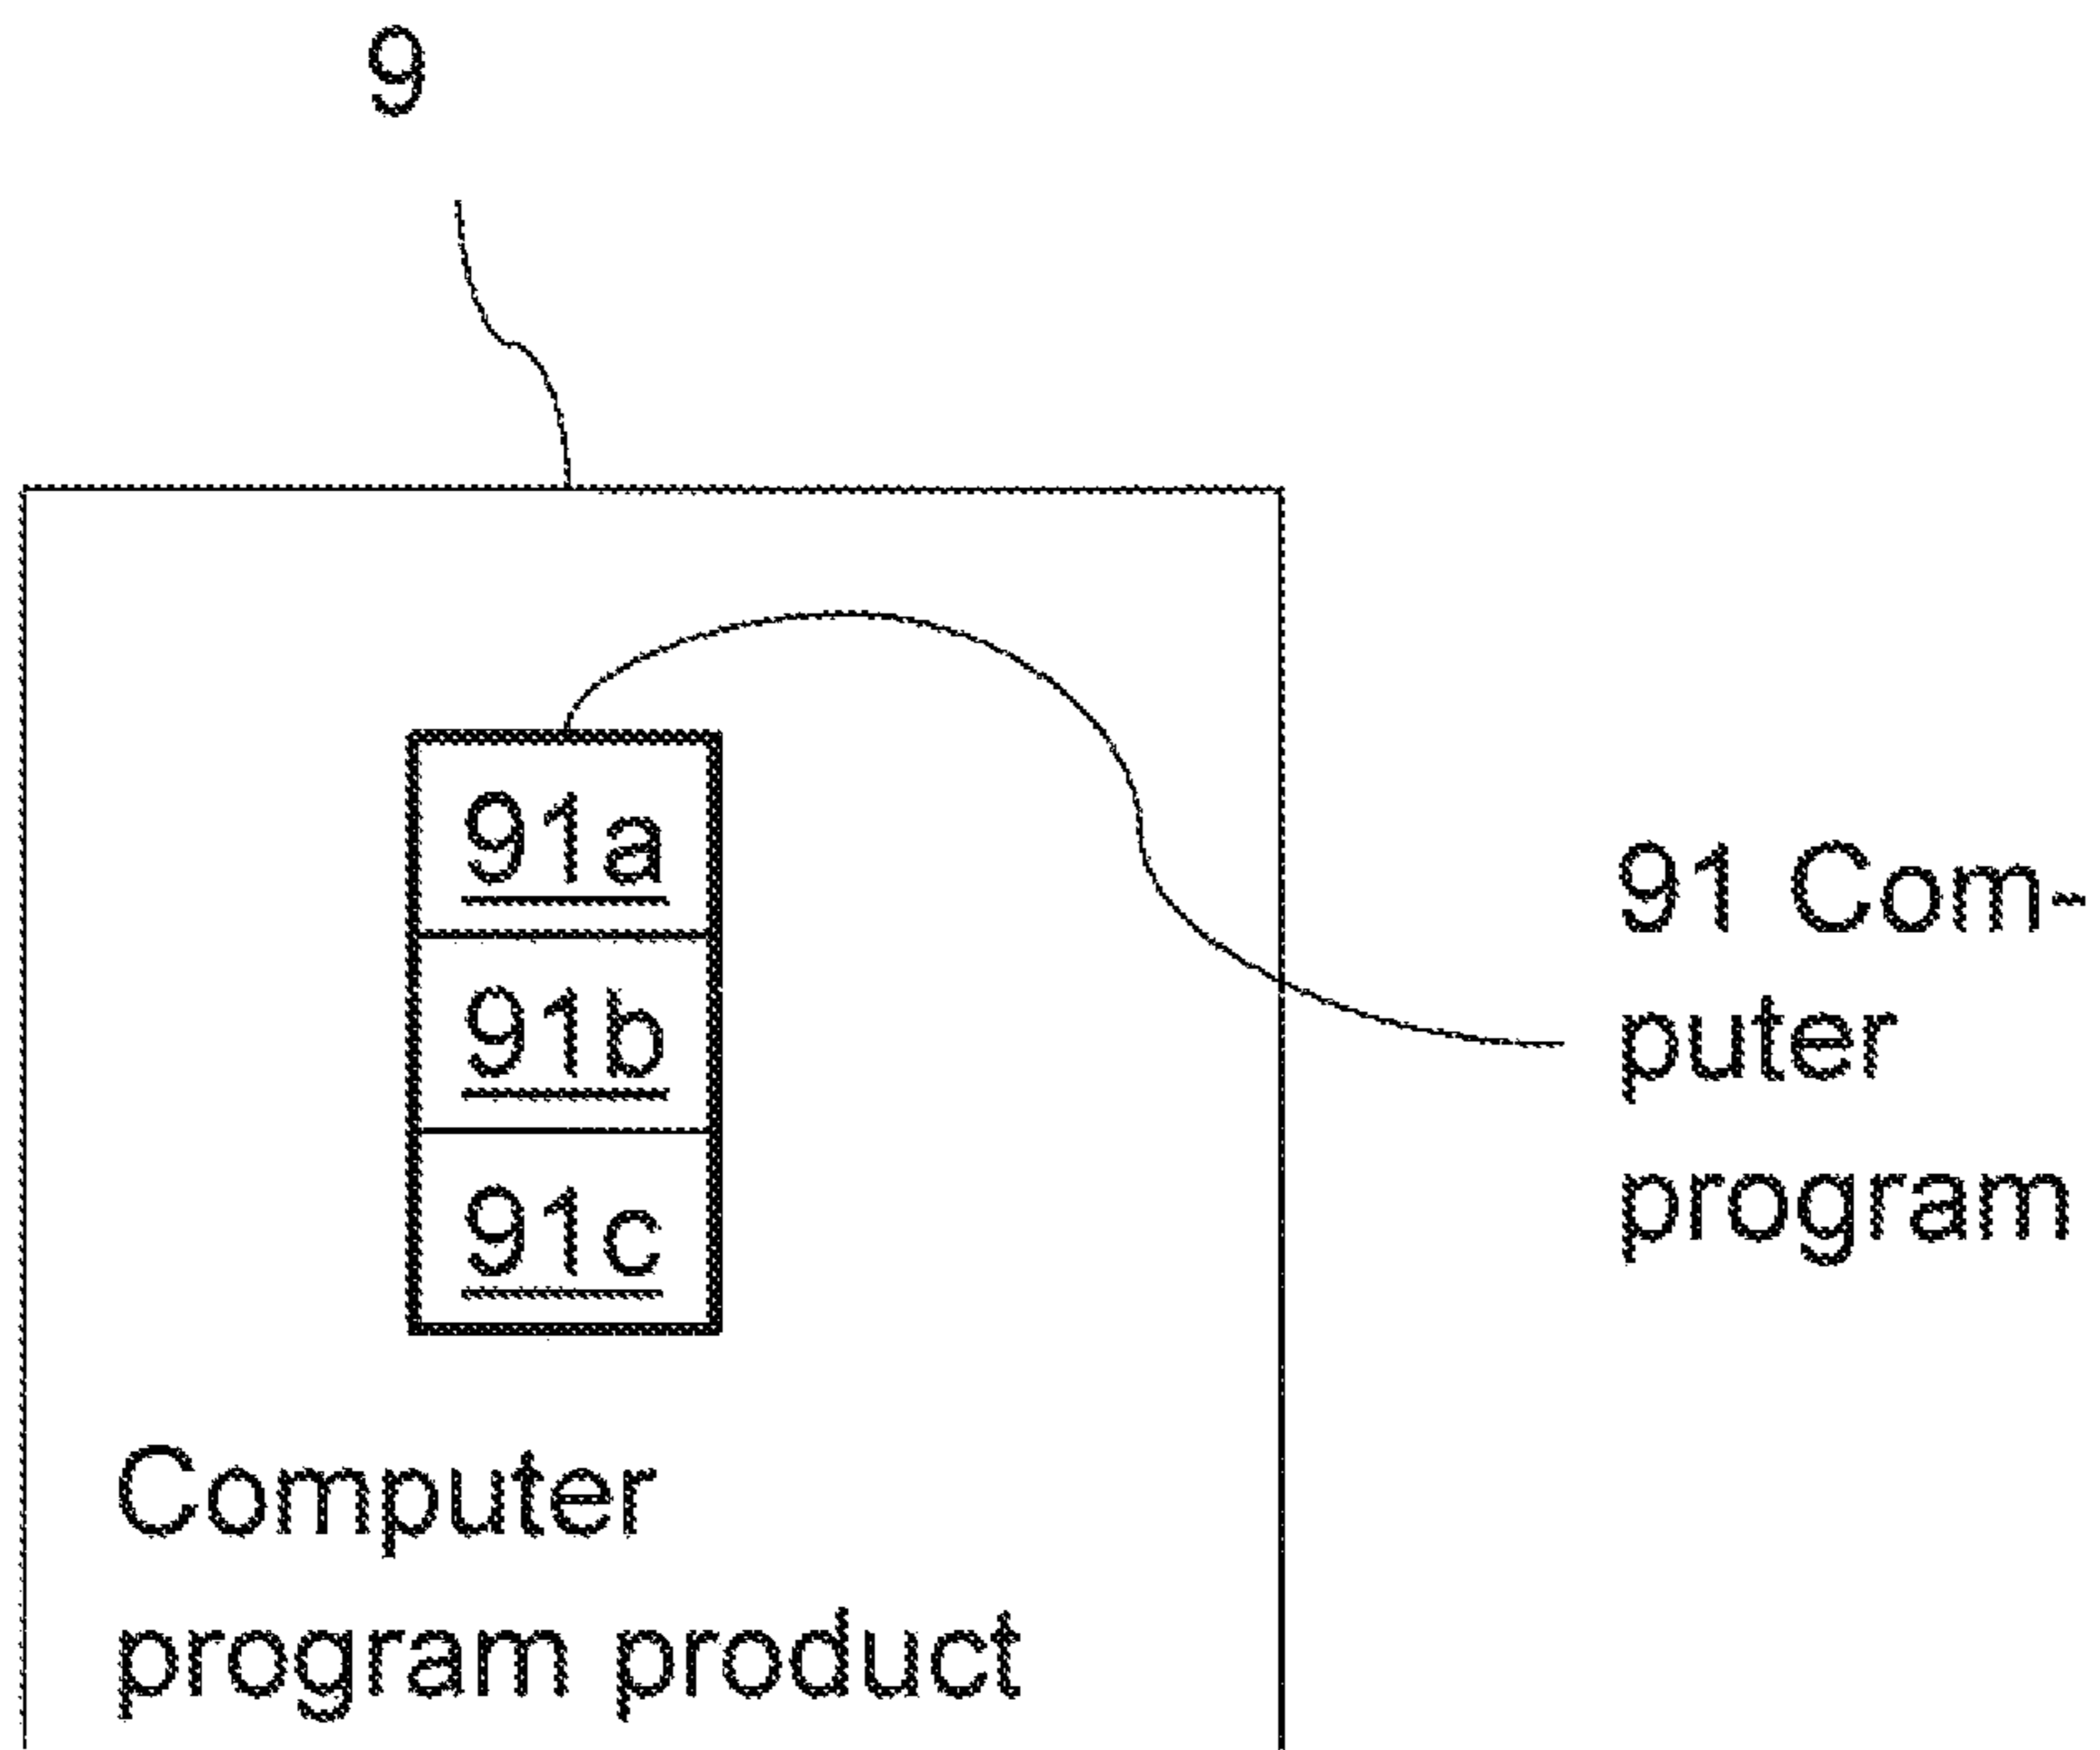 9
91a
91b
91c
91 Com-
puter
program
Computer
program product